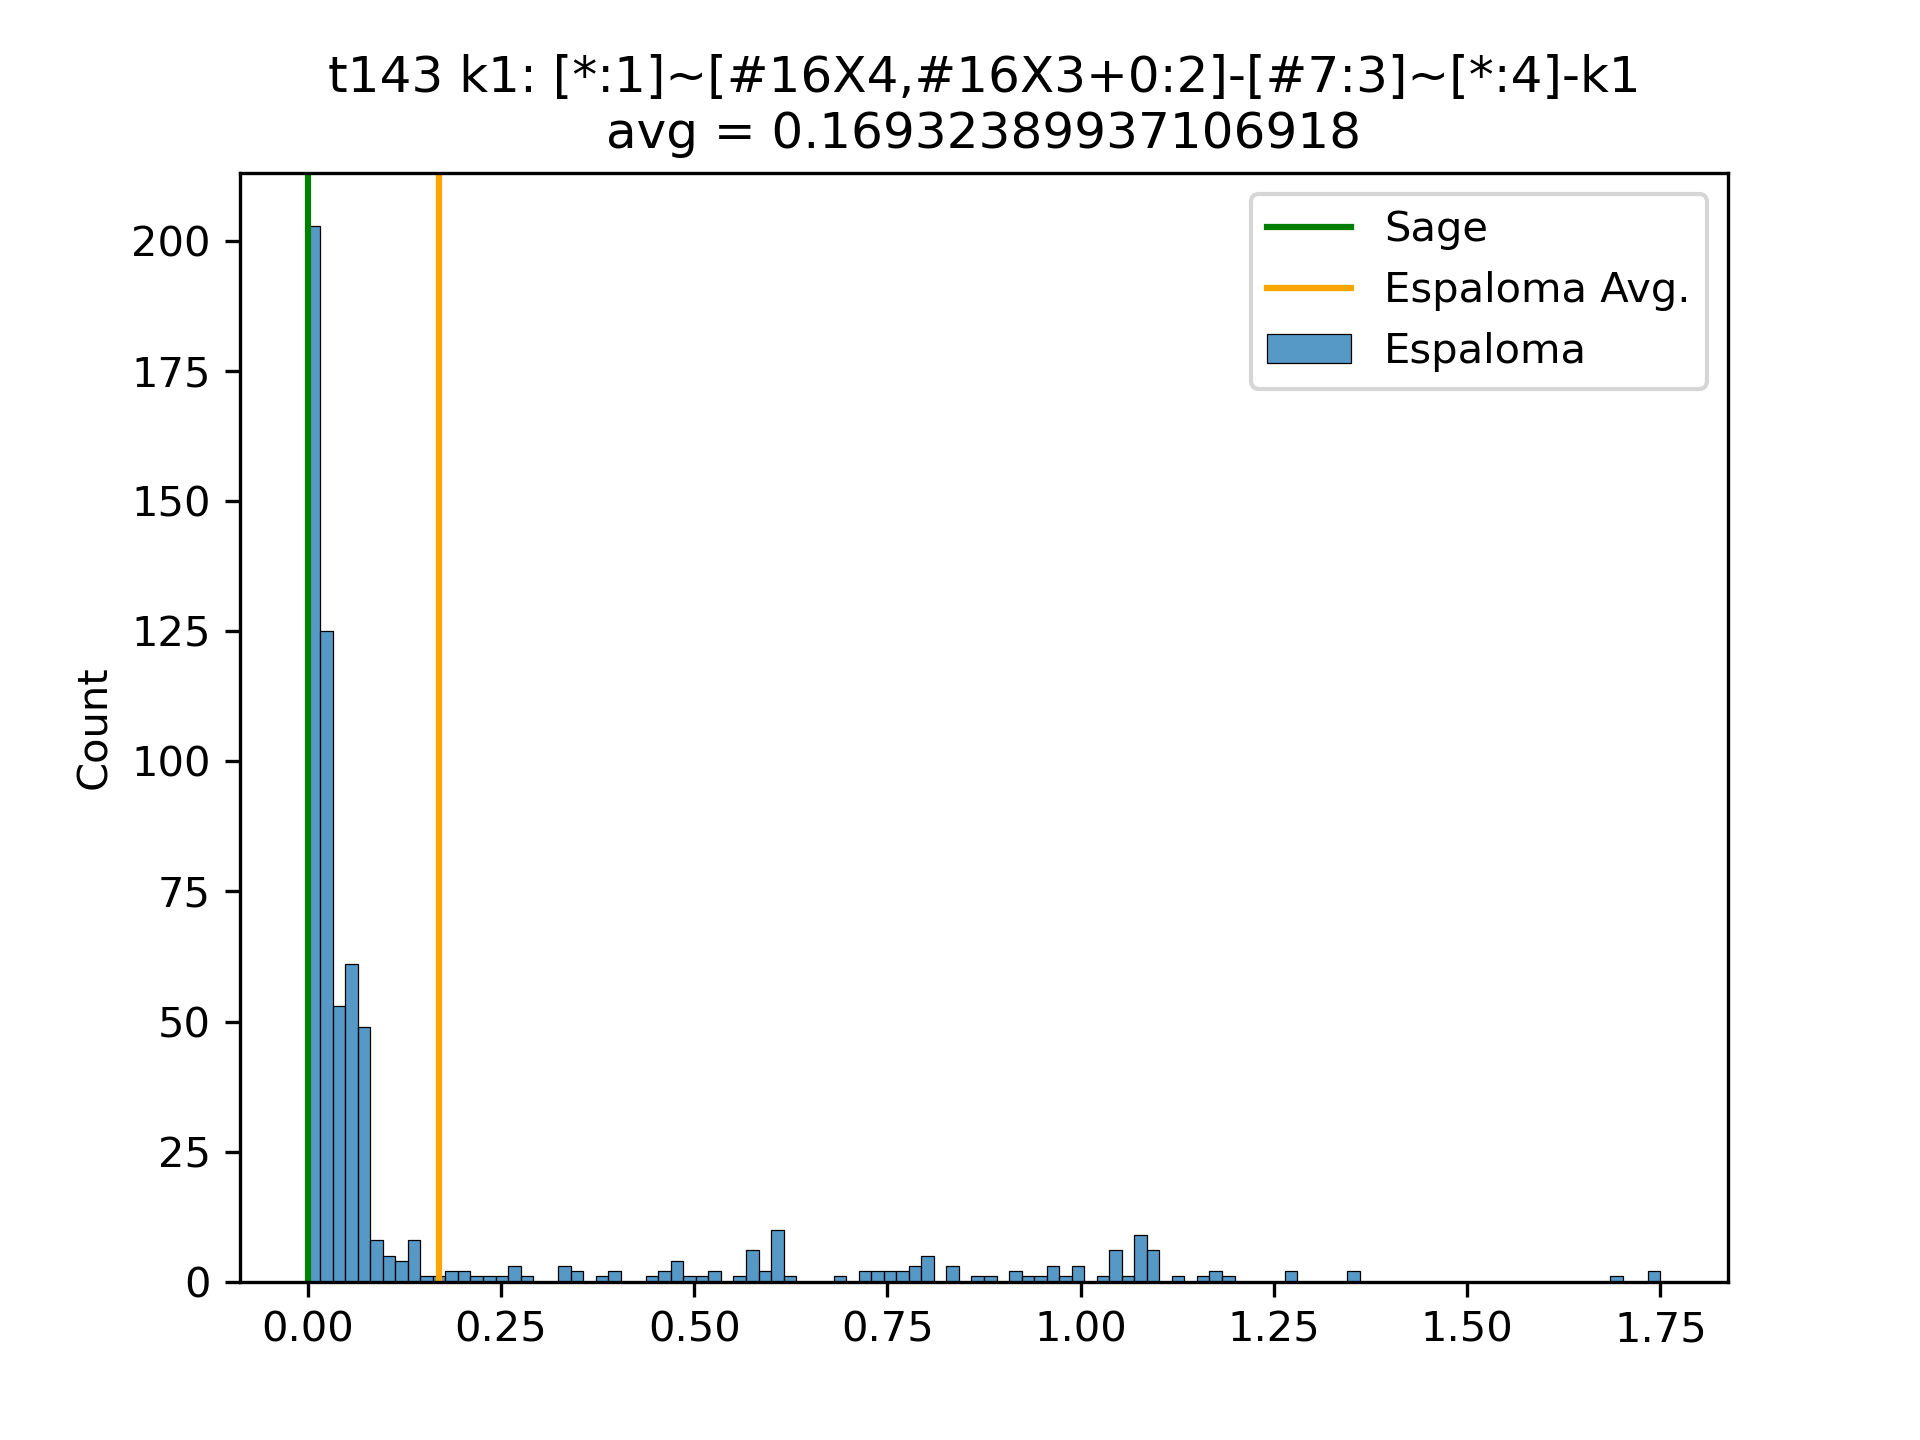 t143 k1: [*:1]~[#16X4,#16X3+0:2]-[#7:3]~[*:4]-k1
avg = 0.16932389937106918
Sage
Espaloma Avg.
Espaloma
200
175
150
125
100
75
50
25
0
Count
0.00 0.25 0.50 0.75 1.00 1.25 1.50 1.75